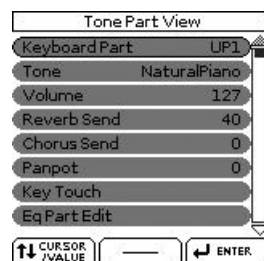 Tone Part View
Keyboard Part UP1
Tone NaturalPiano
Volume 127
Reverb Send 40
Chorus Send 0
Panpot 0
Key Touch
Eq Part Edit
CURSOR /VALUE ENTER